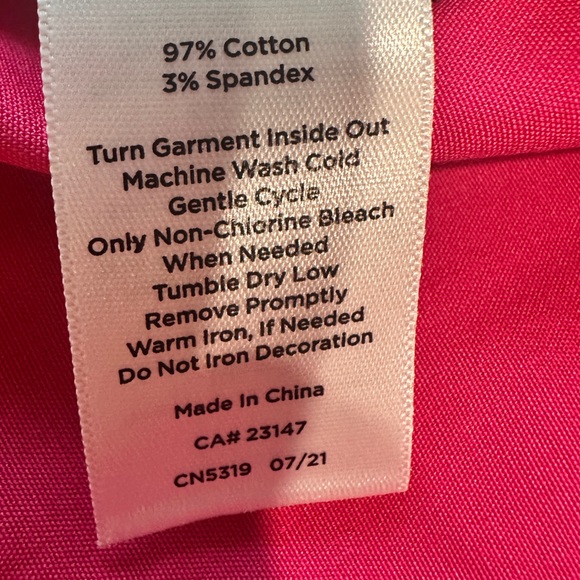 97% Cotton
3% Spandex
Turn Garment Inside Out
Machine Wash Cold
Gentle Cycle
Only Non-Chlorine Bleach
When Needed
Tumble Dry Low
Remove Promptly
Warm Iron, If Needed
Do Not Iron Decoration
Made In China
CA# 23147
CN5319 07/21